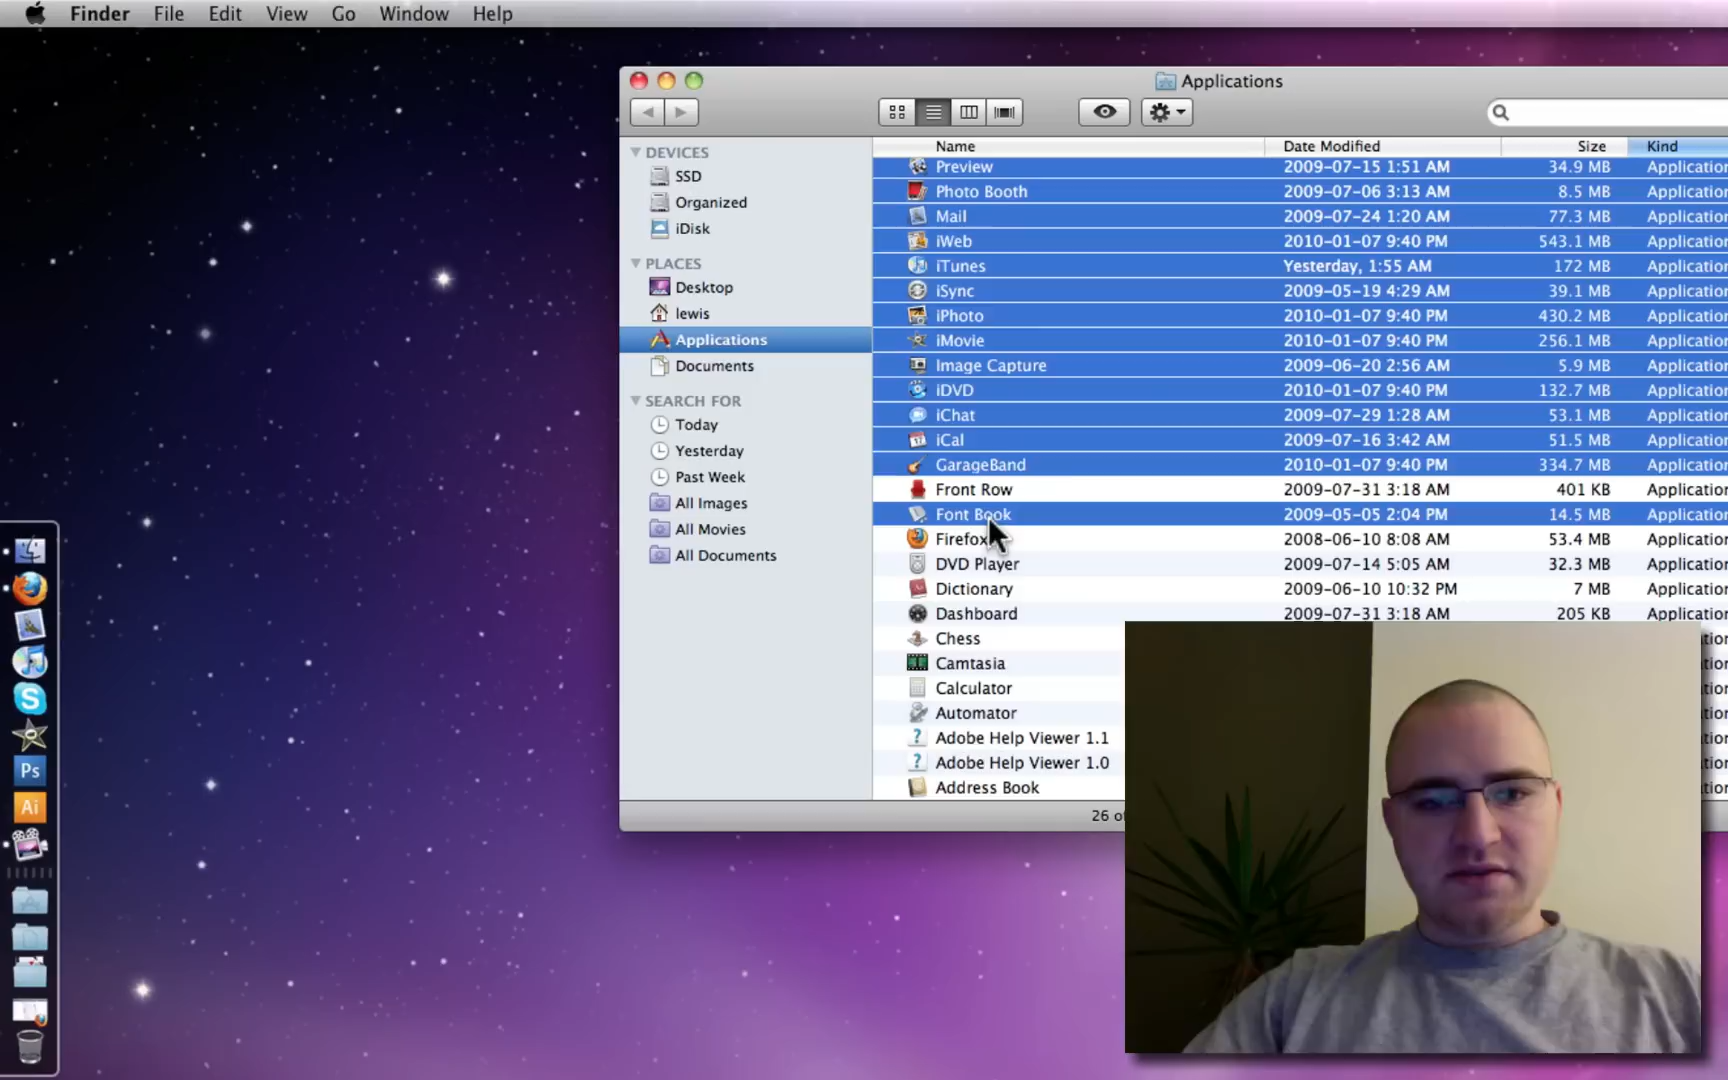 Finder File Edit View Go Window Help
Applications
DEVICES
SSD
Organized
iDisk
PLACES
Desktop
lewis
Applications
Documents
SEARCH FOR
Today
Yesterday
Past Week
All Images
All Movies
All Documents
Name Date Modified Size Kind
Preview 2009-07-15 1:51 AM 34.9 MB Application
Photo Booth 2009-07-06 3:13 AM 8.5 MB Application
Mail 2009-07-24 1:20 AM 77.3 MB Application
iWeb 2010-01-07 9:40 PM 543.1 MB Application
iTunes Yesterday, 1:55 AM 172 MB Application
iSync 2009-05-19 4:29 AM 39.1 MB Application
iPhoto 2010-01-07 9:40 PM 430.2 MB Application
iMovie 2010-01-07 9:40 PM 256.1 MB Application
Image Capture 2009-06-20 2:56 AM 5.9 MB Application
iDVD 2010-01-07 9:40 PM 132.7 MB Application
iChat 2009-07-29 1:28 AM 53.1 MB Application
iCal 2009-07-16 3:42 AM 51.5 MB Application
GarageBand 2010-01-07 9:40 PM 334.7 MB Application
Front Row 2009-07-31 3:18 AM 401 KB Application
Font Book 2009-05-05 2:04 PM 14.5 MB Application
Firefox 2008-06-10 8:08 AM 53.4 MB Application
DVD Player 2009-07-14 5:05 AM 32.3 MB Application
Dictionary 2009-06-10 10:32 PM 7 MB Application
Dashboard 2009-07-31 3:18 AM 205 KB Application
Chess
Camtasia
Calculator
Automator
Adobe Help Viewer 1.1
Adobe Help Viewer 1.0
Address Book
26
Ps
Ai